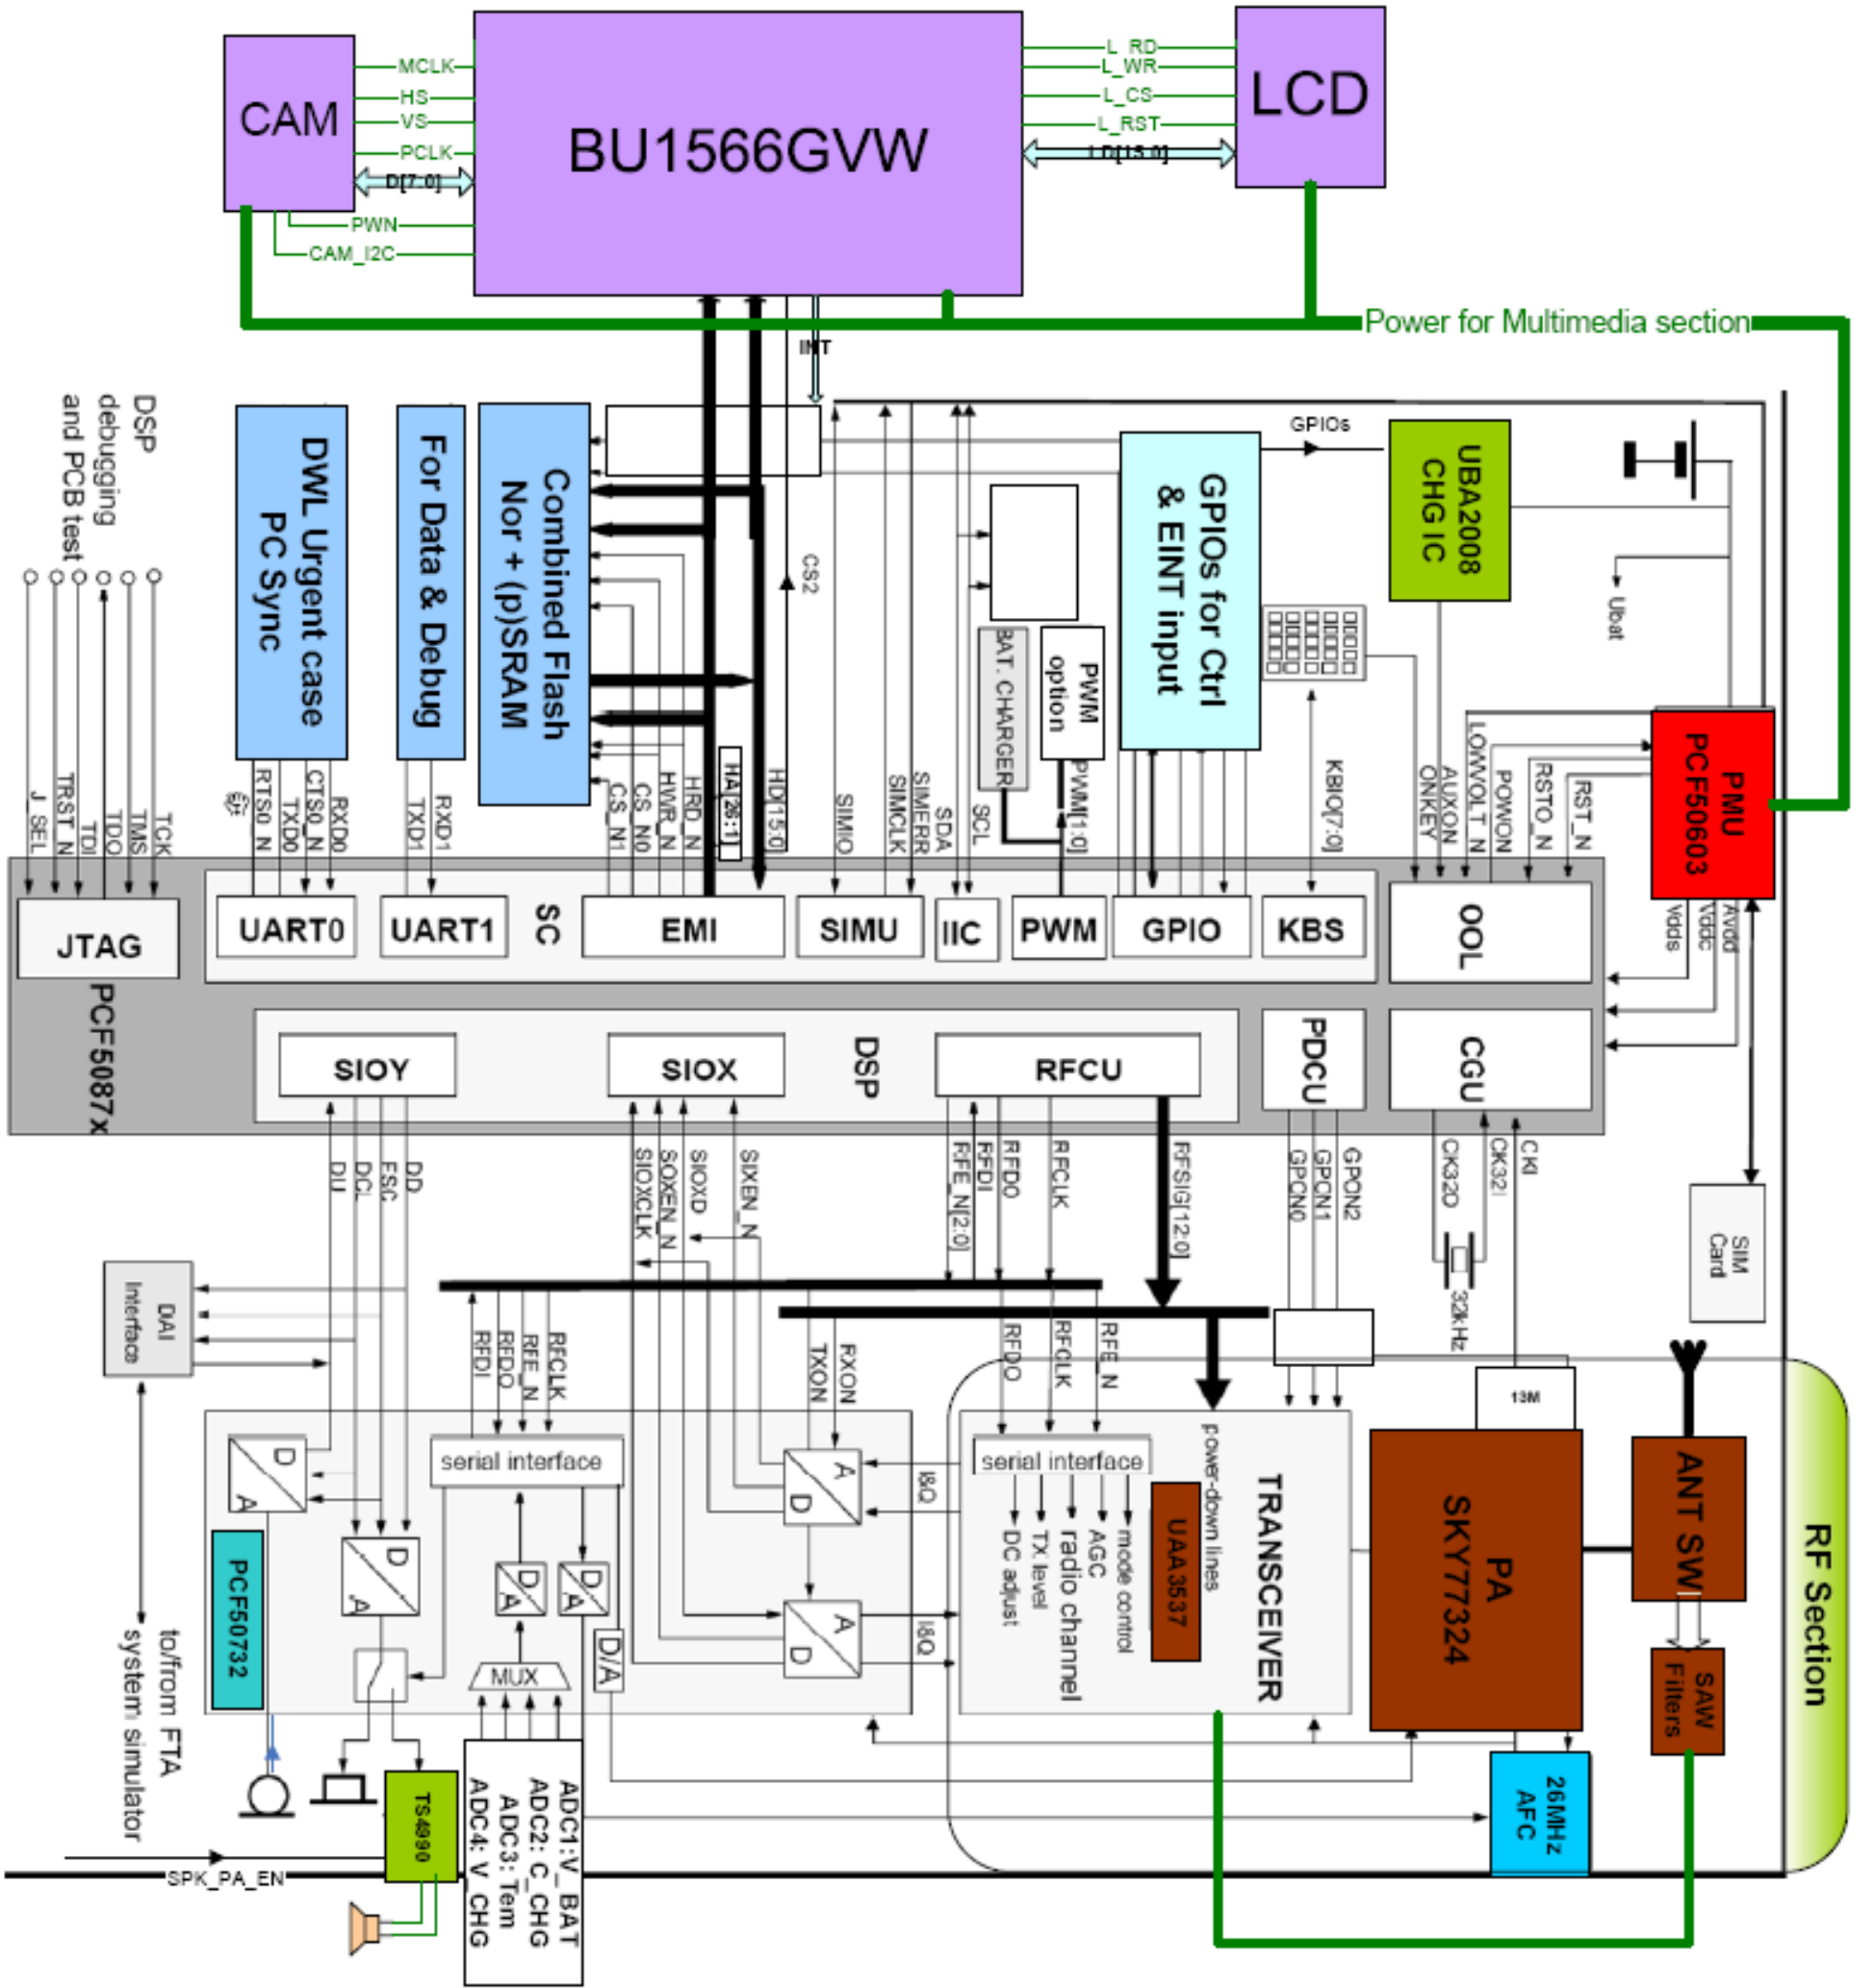 CAM
MCLK
HS
VS
PCLK
D[7:0]
PWN
CAM_I2C
BU1566GVW
L_RD
L_WR
L_CS
L_RST
LD[15:0]
LCD
Power for Multimedia section
INT
DSP
debugging
and PCB test
DWL Urgent case
PC Sync
For Data & Debug
Combined Flash
Nor + (p)SRAM
CS2
BAT. CHARGER
PWM
option
GPIOs for Ctrl
& EINT input
GPIOs
UBA2008
CHG IC
Ubat
PMU
PCF50603
J_SEL
TRST_N
TDI
TDO
TMS
TCK
RTS0_N
TXD0
CTS0_N
RXD0
TXD1
RXD1
CS_N1
CS_N0
HWR_N
HRD_N
HA[26:1]
HD[15:0]
SIMIO
SIMCLK
SIMERR
SDA
SCL
PWM[1:0]
KBIO[7:0]
ONKEY
AUXON
LOWVOLT_N
POWON
RSTO_N
RST_N
Vdds
Vddc
Avdd
JTAG
PCF5087x
UART0
UART1
SC
EMI
SIMU
IIC
PWM
GPIO
KBS
OOL
SIOY
SIOX
DSP
RFCU
PDCU
CGU
DU
DCL
FSC
DD
SIOXCLK
SOXEN_N
SIOXD
SIXEN_N
RFE_N[2:0]
RFDI
RFDO
RFCLK
RFSIG[12:0]
GPON0
GPON1
GPON2
CK32O
CK32I
CKI
32kHz
SIM
Card
DAI
Interface
RFDI
RFDO
RFE_N
RFCLK
TXON
RXON
RFDO
RFCLK
RFE_N
13M
D
A
serial interface
A
D
I&Q
serial interface
power-down lines
TRANSCEIVER
UAA3537
mode control
AGC
radio channel
TX level
DC adjust
PA
SKY77324
ANT SW
SAW
Filters
RF Section
PCF50732
D
A
D
A
D
A
D/A
MUX
A
D
I&Q
to/from FTA
system simulator
TS4990
ADC1:V_BAT
ADC2: C_CHG
ADC3: Tem
ADC4: V_CHG
26MHz
AFC
SPK_PA_EN